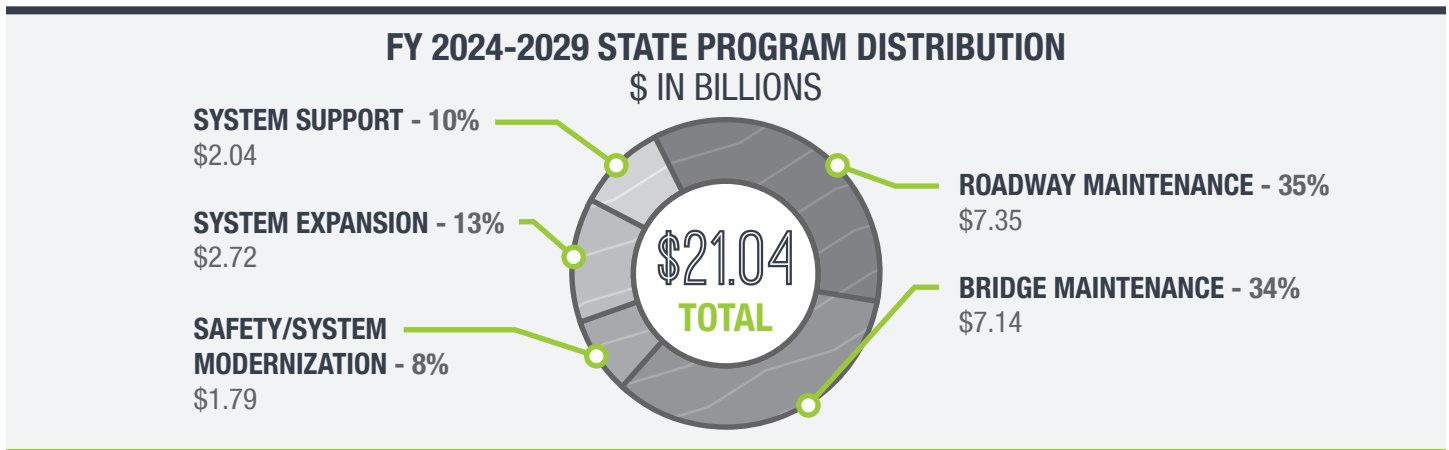 FY 2024-2029 STATE PROGRAM DISTRIBUTION
$ IN BILLIONS
SYSTEM SUPPORT - 10%
$2.04
SYSTEM EXPANSION - 13%
$2.72
SAFETY/SYSTEM
MODERNIZATION - 8%
$1.79
$21.04
TOTAL
ROADWAY MAINTENANCE - 35%
$7.35
BRIDGE MAINTENANCE - 34%
$7.14